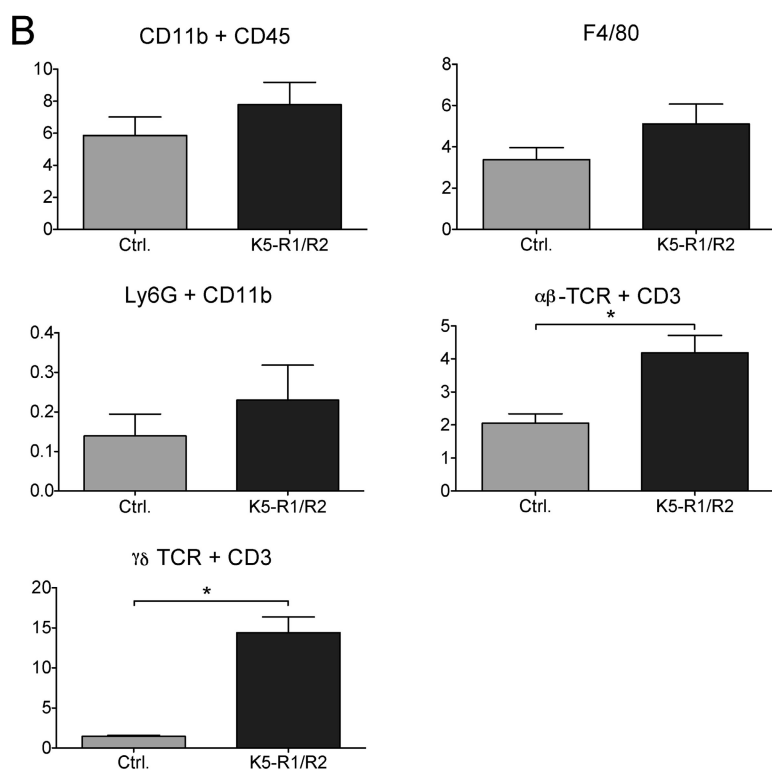 B
CD11b + CD45
10
8
6
4
2
0
Ctrl.
K5-R1/R2
F4/80
8
6
4
2
0
Ctrl.
K5-R1/R2
Ly6G + CD11b
0.4
0.3
0.2
0.1
0.0
Ctrl.
K5-R1/R2
αβ-TCR + CD3
*
5
4
3
2
1
0
Ctrl.
K5-R1/R2
γδ TCR + CD3
*
20
15
10
5
0
Ctrl.
K5-R1/R2